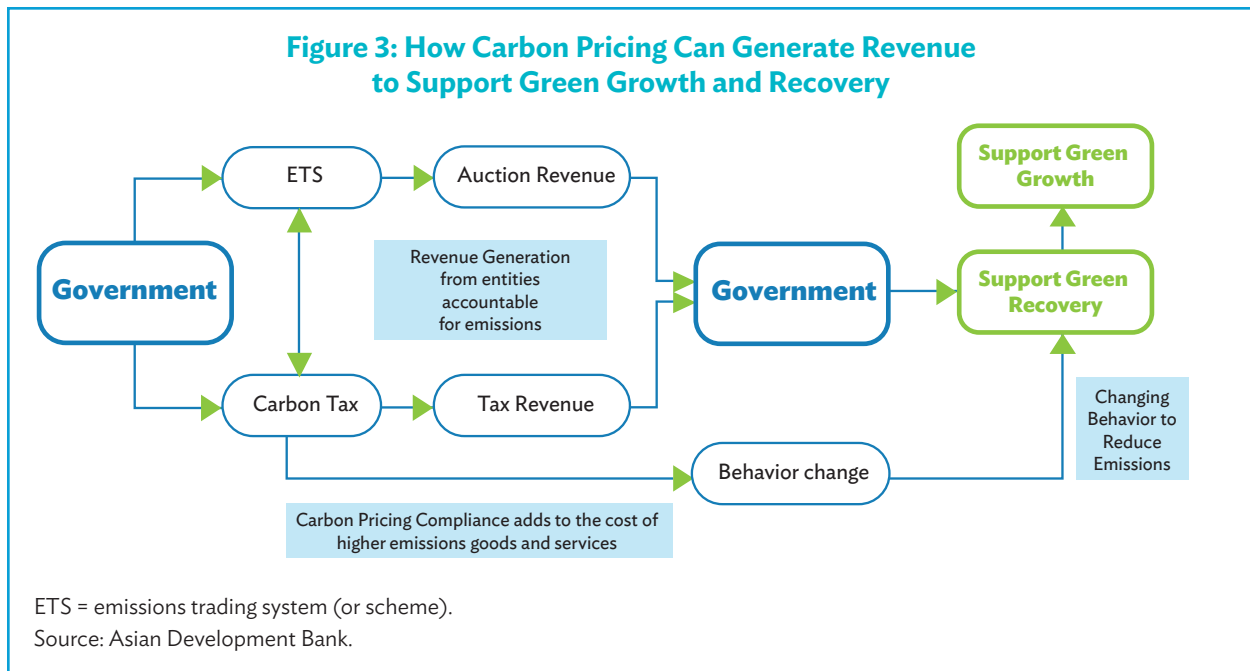 Figure 3: How Carbon Pricing Can Generate Revenue
to Support Green Growth and Recovery
ETS
Auction Revenue
Support Green
Growth
Government
Revenue Generation
from entities
accountable
for emissions
Government
Support Green
Recovery
Carbon Tax
Tax Revenue
Changing
Behavior to
Reduce
Emissions
Behavior change
Carbon Pricing Compliance adds to the cost of
higher emissions goods and services
ETS = emissions trading system (or scheme).
Source: Asian Development Bank.